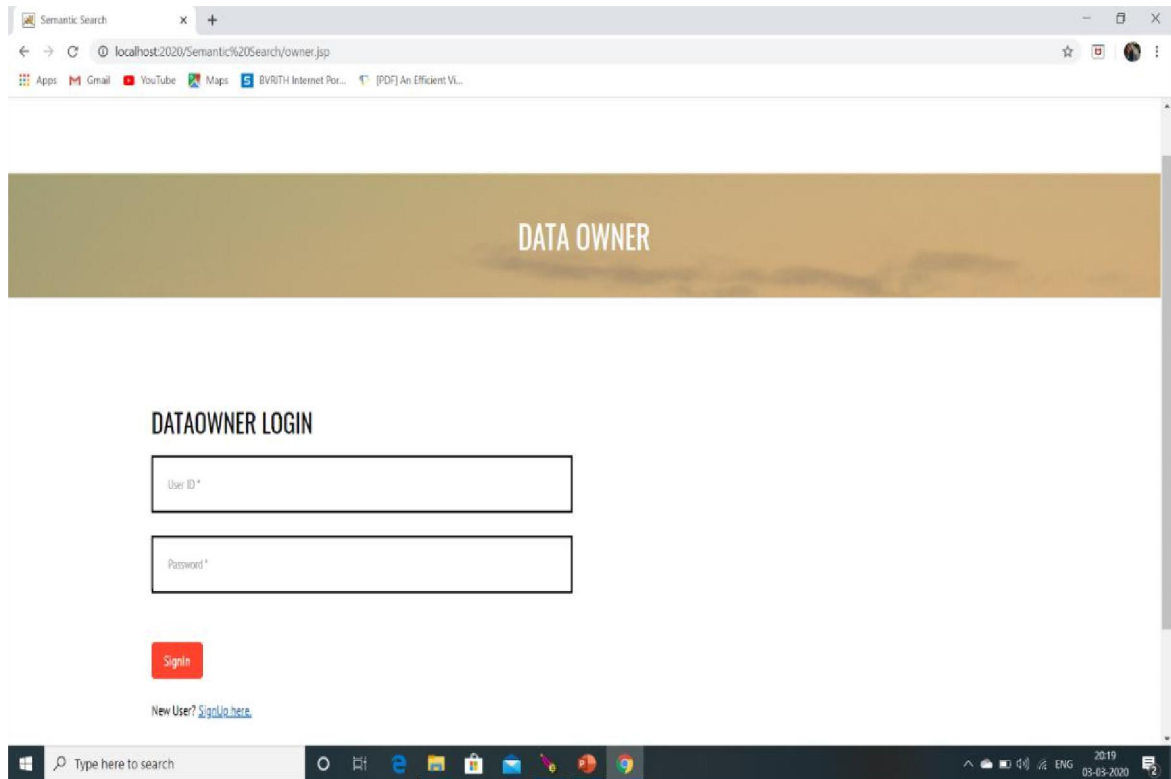 Semantic Search
localhost:2020/Semantic%20Search/owner.jsp
Apps Gmail YouTube Maps BVRITH Internet Por... [PDF] An Efficient Vi...
DATA OWNER
DATAOWNER LOGIN
User ID *
Password *
SignIn
New User? SignUp here.
Type here to search
ENG
20:19
03-03-2020
2